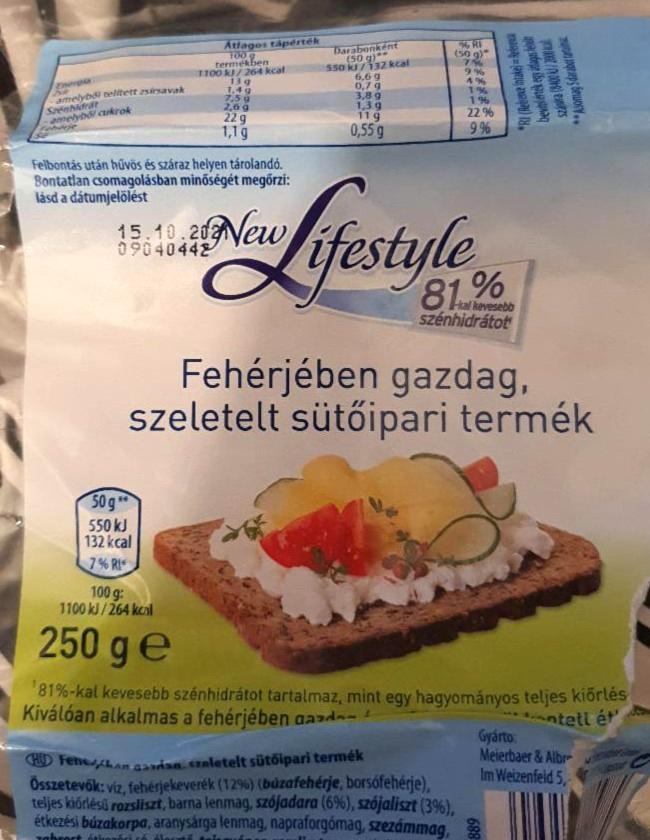 Átlagos tápérték
100 g termékben
Darabonként (50 g)**
% RI (50 g)*
Energia 1100 kJ / 264 kcal 550 kJ / 132 kcal 7 %
Zsír 13 g 6,6 g 9 %
- amelyből telített zsírsavak 1,4 g 0,7 g 4 %
Szénhidrát 7,5 g 3,8 g 1 %
- amelyből cukrok 2,6 g 1,3 g 1 %
Fehérje 22 g 11 g 22 %
Só 1,1 g 0,55 g 9 %
Felbontás után hűvös és száraz helyen tárolandó.
Bontatlan csomagolásban minőségét megőrzi:
lásd a dátumjelölést
15.10.2021
09040442
New Lifestyle
81%
-kal kevesebb
szénhidrátot¹
Fehérjében gazdag,
szeletelt sütőipari termék
50 g**
550 kJ
132 kcal
7 % RI*
100 g:
1100 kJ / 264 kcal
250 g e
¹81%-kal kevesebb szénhidrátot tartalmaz, mint egy hagyományos teljes kiőrlés
Kiválóan alkalmas a fehérjében
HU szeletelt sütőipari termék
Összetevők: víz, fehérjekeverék (12%) (búzafehérje, borsófehérje),
teljes kiőrlésű rozsliszt, barna lenmag, szójadara (6%), szójaliszt (3%),
étkezési búzakorpa, aranysárga lenmag, napraforgómag, szezámmag,
Gyártó:
Meierbaer & Albr
Im Weizenfeld 5,
889